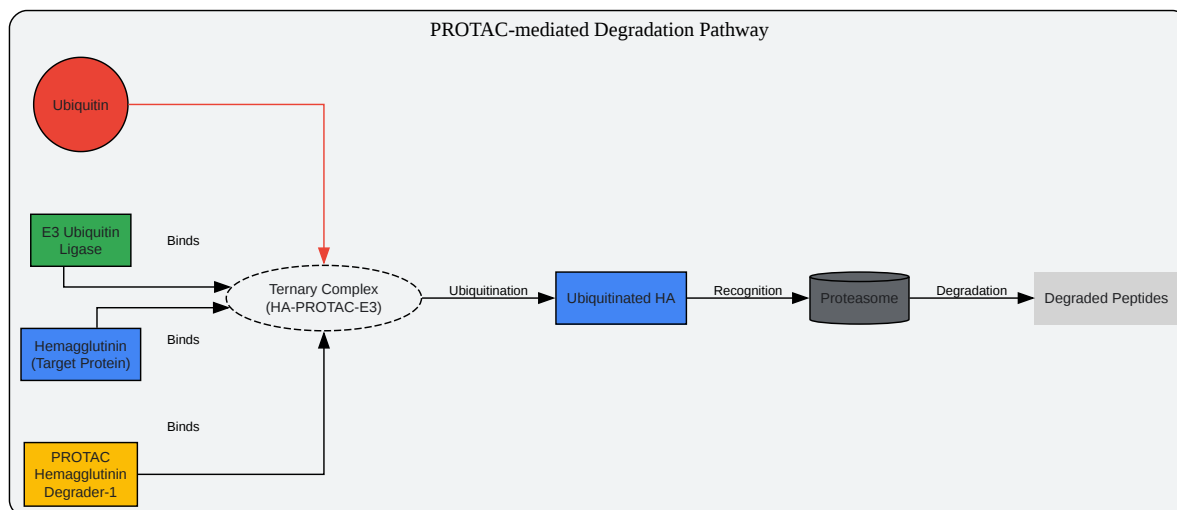 PROTAC-mediated Degradation Pathway
Ubiquitin
E3 Ubiquitin
Ligase
Binds
Hemagglutinin
(Target Protein)
Binds
PROTAC
Hemagglutinin
Degrader-1
Binds
Ternary Complex
(HA-PROTAC-E3)
Ubiquitination
Ubiquitinated HA
Recognition
Proteasome
Degradation
Degraded Peptides